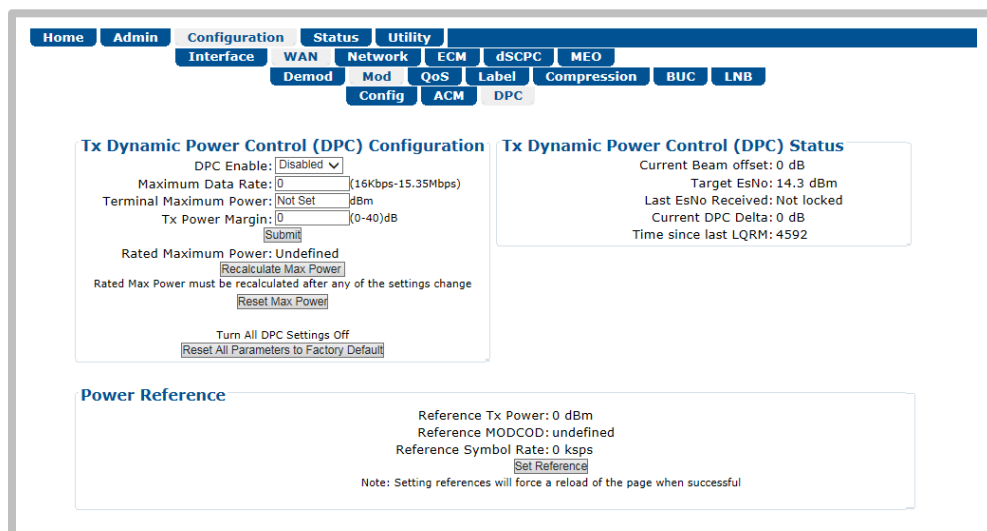 Home Admin Configuration Status Utility
Interface WAN Network ECM dSCPC MEO
Demod Mod QoS Label Compression BUC LNB
Config ACM DPC
Tx Dynamic Power Control (DPC) Configuration
DPC Enable: Disabled
Maximum Data Rate: 0 (16Kbps-15.35Mbps)
Terminal Maximum Power: Not Set dBm
Tx Power Margin: 0 (0-40)dB
Submit
Rated Maximum Power: Undefined
Recalculate Max Power
Rated Max Power must be recalculated after any of the settings change
Reset Max Power
Turn All DPC Settings Off
Reset All Parameters to Factory Default
Tx Dynamic Power Control (DPC) Status
Current Beam offset: 0 dB
Target EsNo: 14.3 dBm
Last EsNo Received: Not locked
Current DPC Delta: 0 dB
Time since last LQRM: 4592
Power Reference
Reference Tx Power: 0 dBm
Reference MODCOD: undefined
Reference Symbol Rate: 0 ksps
Set Reference
Note: Setting references will force a reload of the page when successful